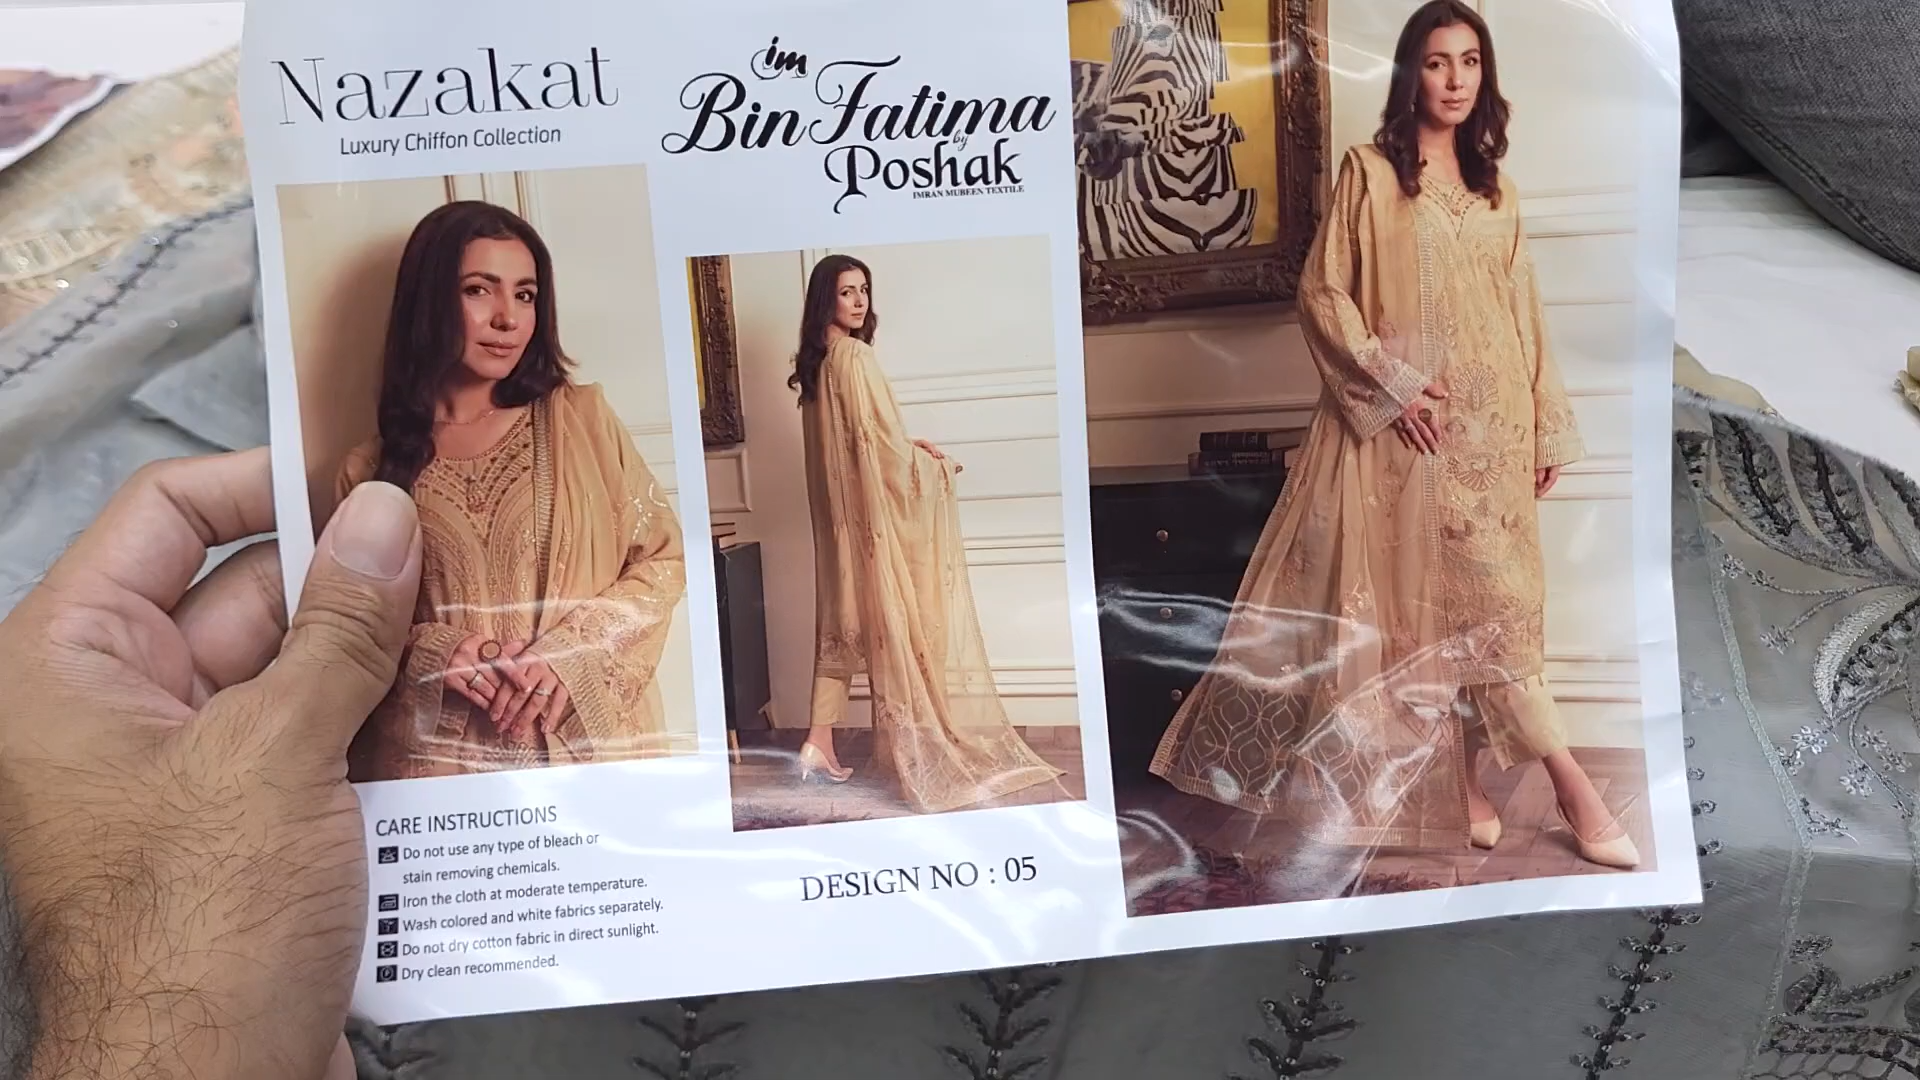 Nazakat
Luxury Chiffon Collection
im
Bin Fatima
by
Poshak
IMRAN MUBEEN TEXTILE
CARE INSTRUCTIONS
Do not use any type of bleach or
stain removing chemicals.
Iron the cloth at moderate temperature.
Wash colored and white fabrics separately.
Do not dry cotton fabric in direct sunlight.
Dry clean recommended.
DESIGN NO : 05